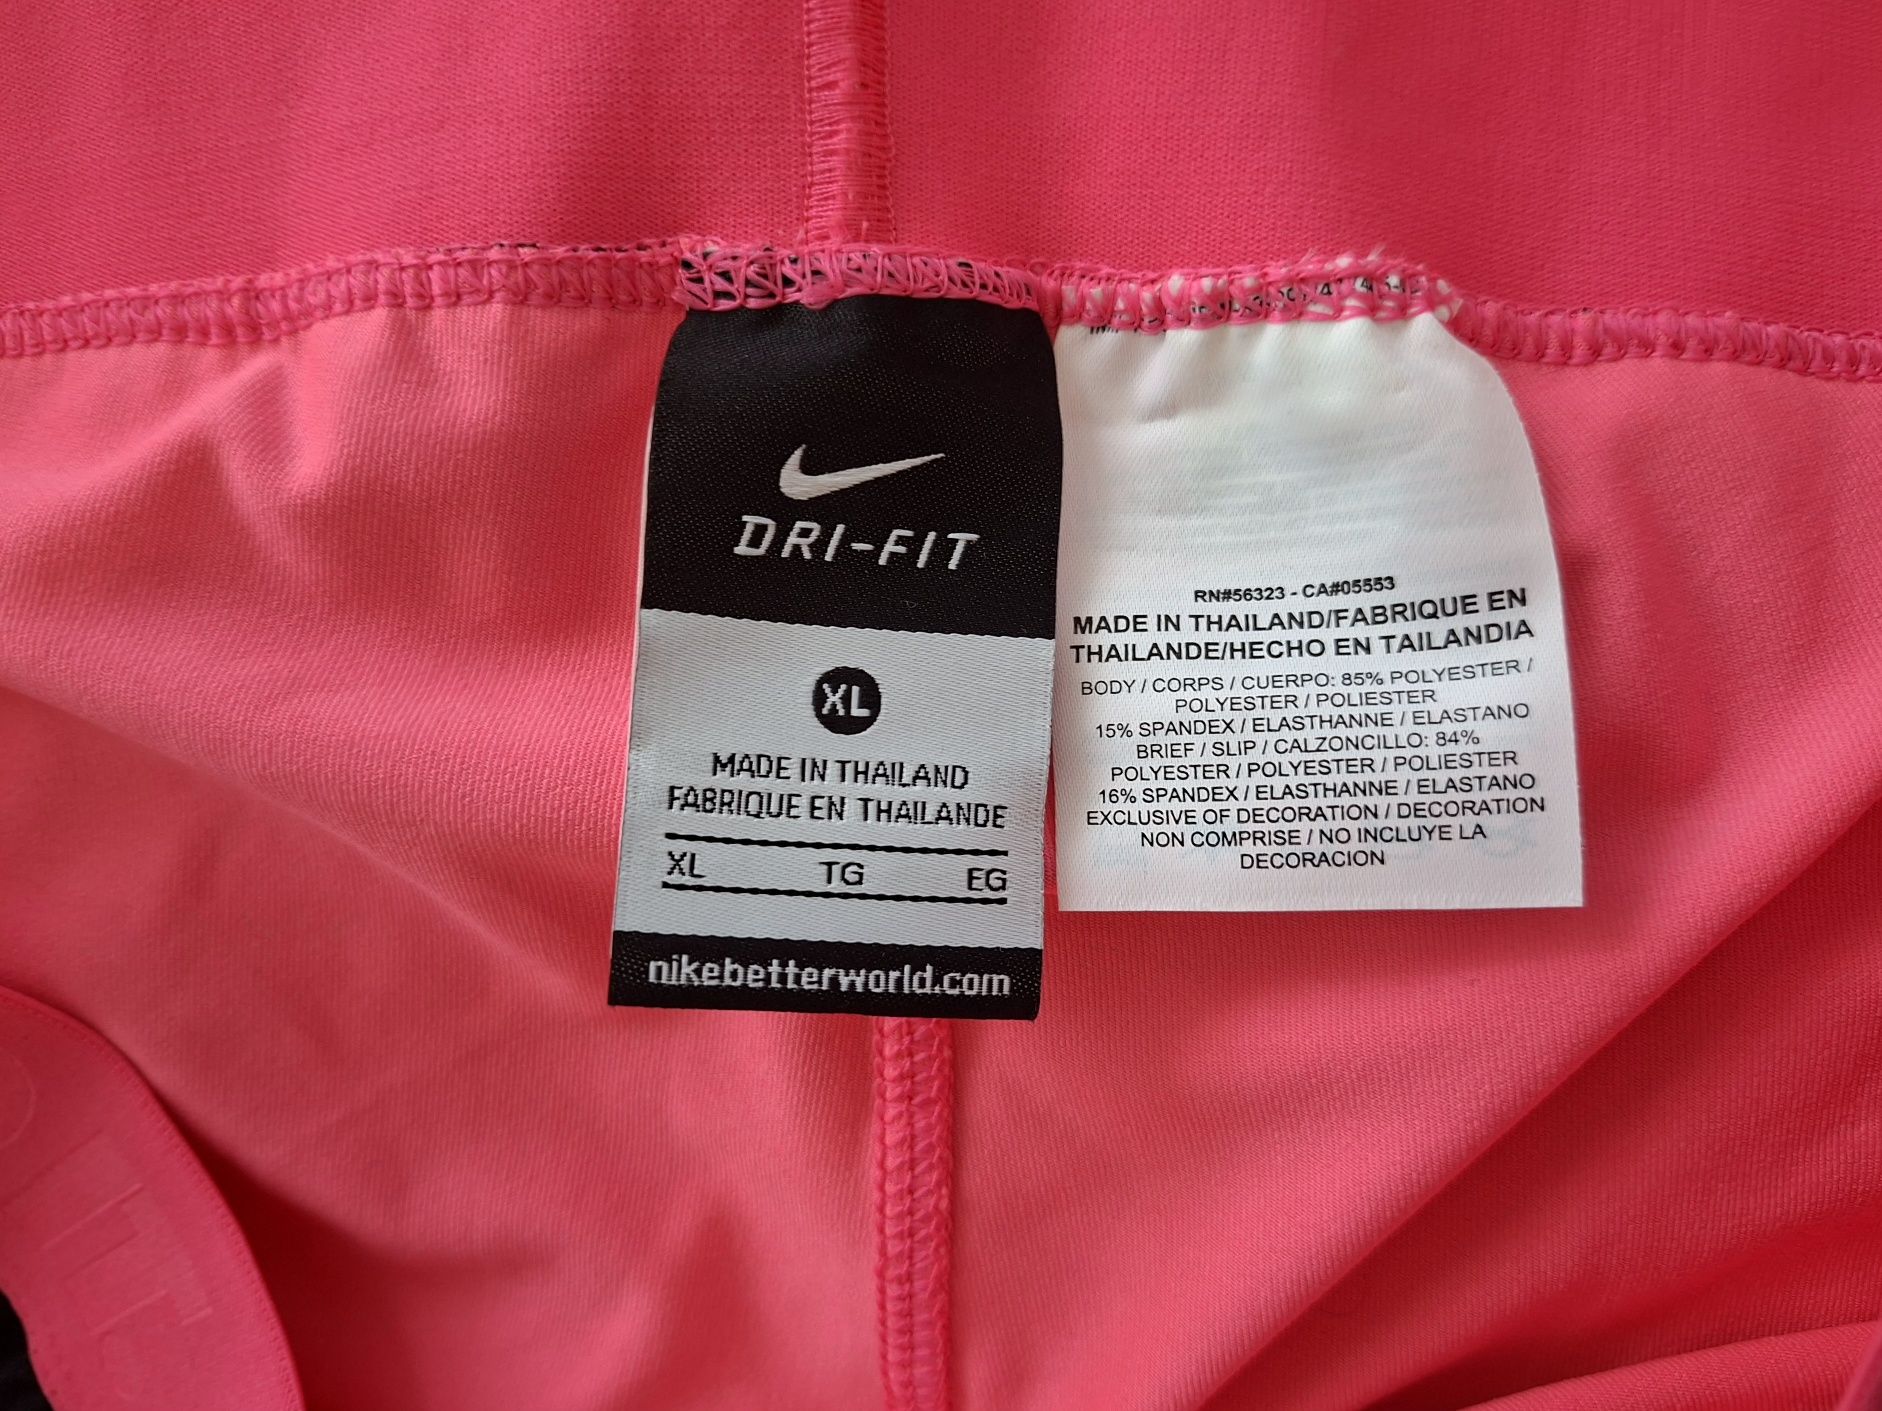 DRI-FIT
XL
MADE IN THAILAND
FABRIQUE EN THAILANDE
XL TG EG
nikebetterworld.com
RN#56323 - CA#05553
MADE IN THAILAND/FABRIQUE EN
THAILANDE/HECHO EN TAILANDIA
BODY / CORPS / CUERPO: 85% POLYESTER /
POLYESTER / POLIESTER
15% SPANDEX / ELASTHANNE / ELASTANO
BRIEF / SLIP / CALZONCILLO: 84%
POLYESTER / POLYESTER / POLIESTER
16% SPANDEX / ELASTHANNE / ELASTANO
EXCLUSIVE OF DECORATION / DECORATION
NON COMPRISE / NO INCLUYE LA
DECORACION